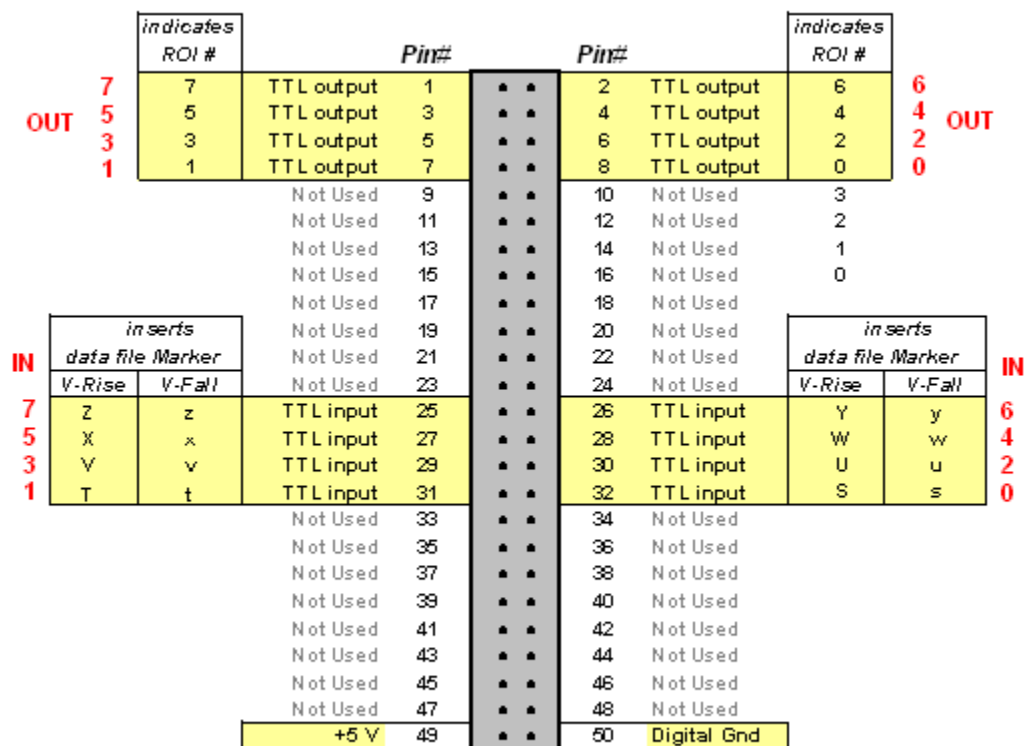 indicates indicates
ROI # Pin# Pin# ROI #
7 7 TTL output 1 2 TTL output 6 6
OUT 5 5 TTL output 3 4 TTL output 4 4 OUT
3 3 TTL output 5 6 TTL output 2 2
1 1 TTL output 7 8 TTL output 0 0
Not Used 9 10 Not Used 3
Not Used 11 12 Not Used 2
Not Used 13 14 Not Used 1
Not Used 15 16 Not Used 0
Not Used 17 18 Not Used
inserts Not Used 19 20 Not Used inserts
IN data file Marker Not Used 21 22 Not Used data file Marker IN
V-Rise V-Fall Not Used 23 24 Not Used V-Rise V-Fall
7 Z z TTL input 25 26 TTL input Y y 6
5 X x TTL input 27 28 TTL input W w 4
3 V v TTL input 29 30 TTL input U u 2
1 T t TTL input 31 32 TTL input S s 0
Not Used 33 34 Not Used
Not Used 35 36 Not Used
Not Used 37 38 Not Used
Not Used 39 40 Not Used
Not Used 41 42 Not Used
Not Used 43 44 Not Used
Not Used 45 46 Not Used
Not Used 47 48 Not Used
+5 V 49 50 Digital Gnd